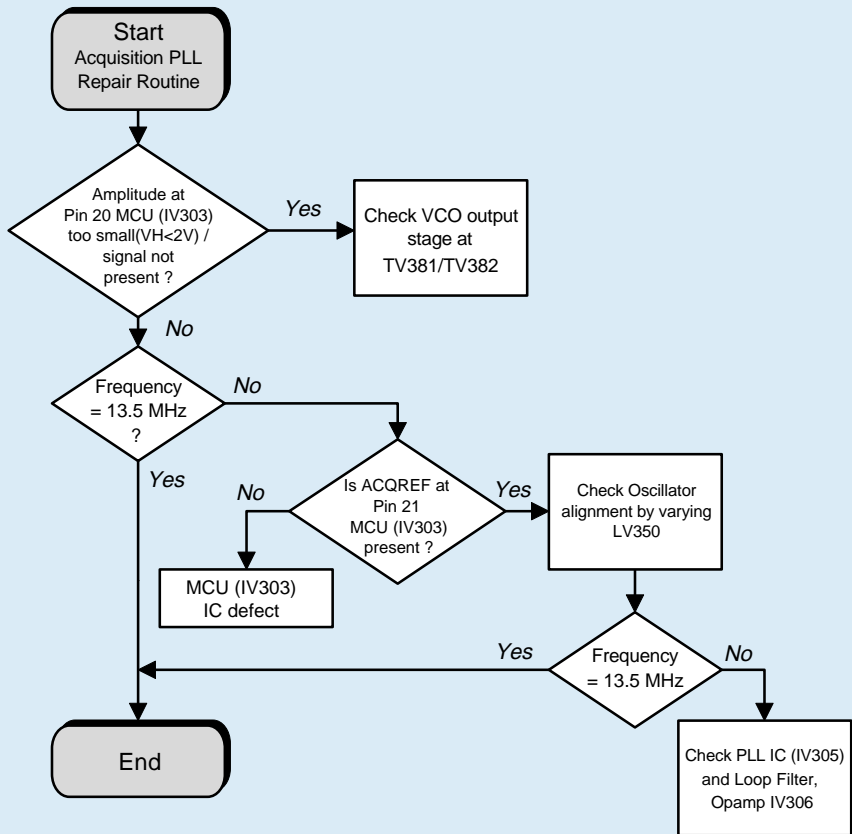 Start
Acquisition PLL
Repair Routine
Amplitude at
Pin 20 MCU (IV303)
too small(VH<2V) /
signal not
present ?
Yes
Check VCO output
stage at
TV381/TV382
No
Frequency
= 13.5 MHz
?
No
Yes
Is ACQREF at
Pin 21
MCU (IV303)
present ?
No
Yes
Check Oscillator
alignment by varying
LV350
MCU (IV303)
IC defect
Frequency
= 13.5 MHz
Yes
No
End
Check PLL IC (IV305)
and Loop Filter,
Opamp IV306